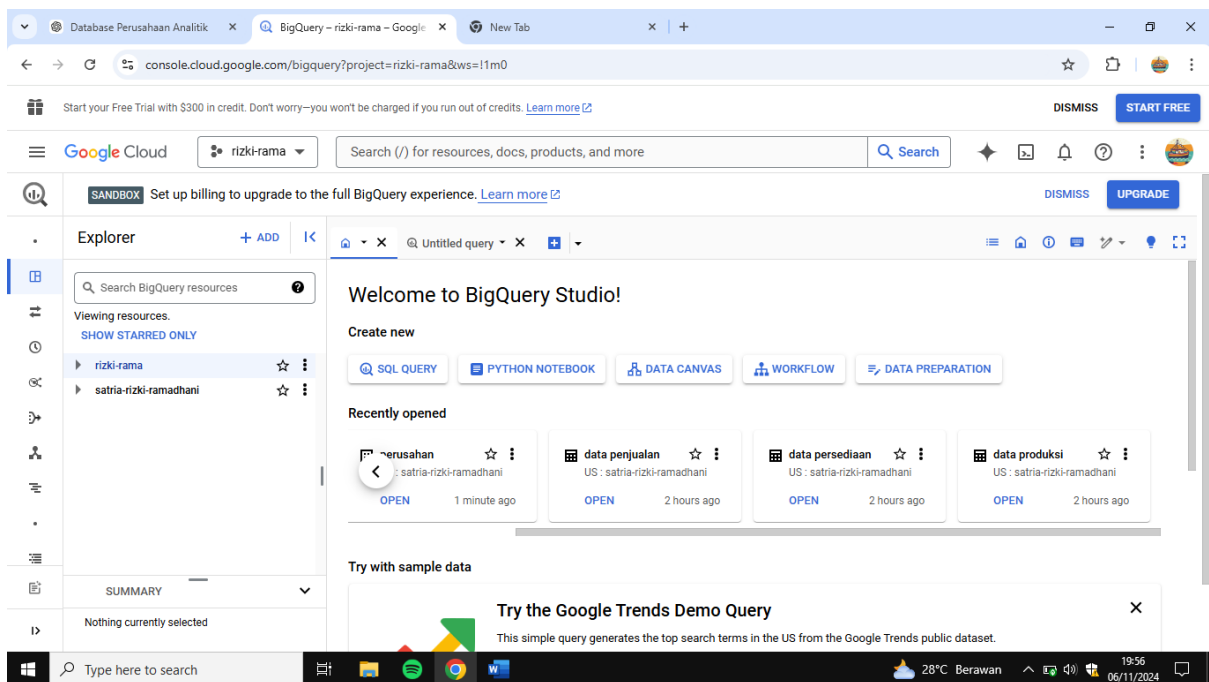 Database Perusahaan Analitik
BigQuery – rizki-rama – Google
New Tab
console.cloud.google.com/bigquery?project=rizki-rama&ws=!1m0
Start your Free Trial with $300 in credit. Don't worry—you won't be charged if you run out of credits. Learn more
DISMISS
START FREE
Google Cloud
rizki-rama
Search (/) for resources, docs, products, and more
Search
SANDBOX Set up billing to upgrade to the full BigQuery experience. Learn more
DISMISS
UPGRADE
Explorer
+ ADD
Untitled query
Search BigQuery resources
Viewing resources.
SHOW STARRED ONLY
rizki-rama
satria-rizki-ramadhani
SUMMARY
Nothing currently selected
Welcome to BigQuery Studio!
Create new
SQL QUERY
PYTHON NOTEBOOK
DATA CANVAS
WORKFLOW
DATA PREPARATION
Recently opened
perusahan
: satria-rizki-ramadhani
OPEN 1 minute ago
data penjualan
US : satria-rizki-ramadhani
OPEN 2 hours ago
data persediaan
US : satria-rizki-ramadhani
OPEN 2 hours ago
data produksi
US : satria-rizki-ramadhani
OPEN 2 hours ago
Try with sample data
Try the Google Trends Demo Query
This simple query generates the top search terms in the US from the Google Trends public dataset.
Type here to search
28°C Berawan
19:56
06/11/2024